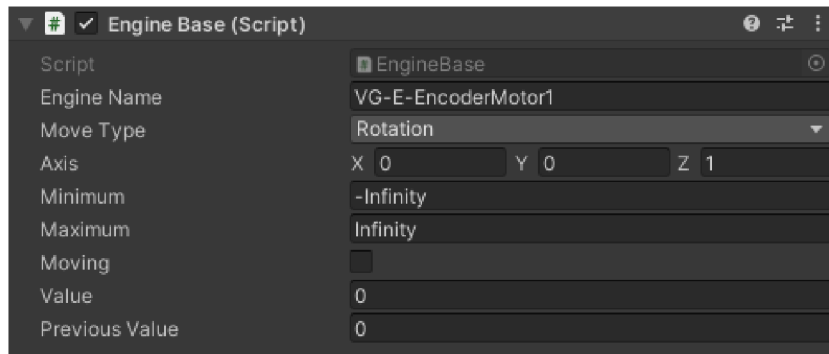 # Engine Base (Script)
Script # EngineBase
Engine Name VG-E-EncoderMotor1
Move Type Rotation
Axis X 0 Y 0 Z 1
Minimum -Infinity
Maximum Infinity
Moving
Value 0
Previous Value 0